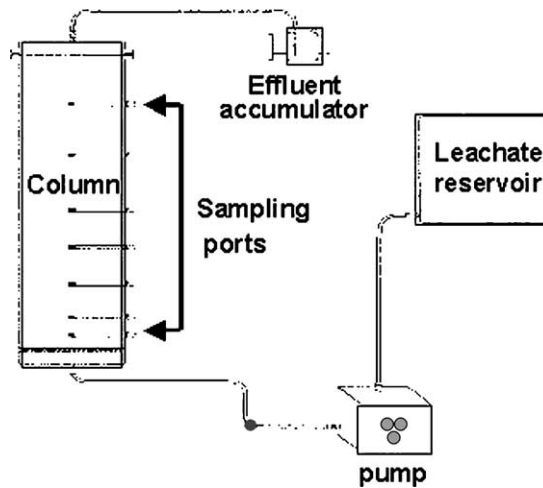 Effluent
accumulator
Leachate
reservoir
Column
Sampling
ports
pump